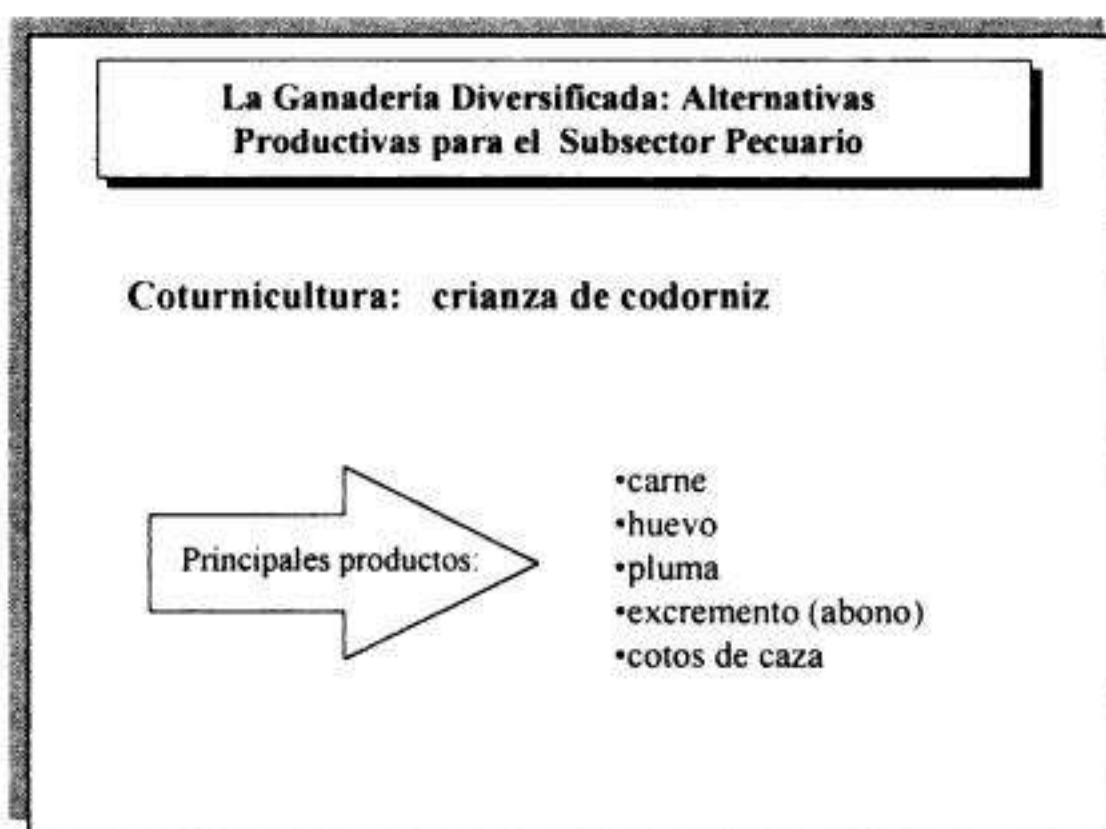 La Ganadería Diversificada: Alternativas
Productivas para el Subsector Pecuario
Coturnicultura: crianza de codorniz
Principales productos:
•carne
•huevo
•pluma
•excremento (abono)
•cotos de caza